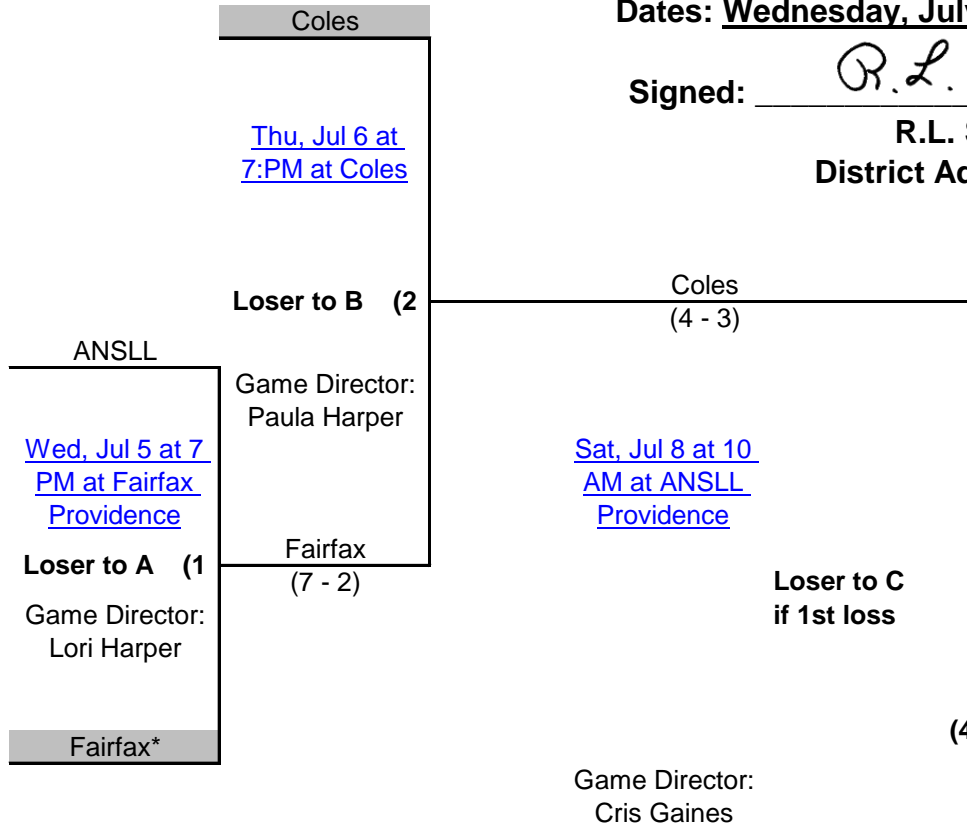 Coles
Dates: Wednesday, July
R.L.
Signed:
R.L.
District
Thu, Jul 6 at
7:PM at Coles
Loser to B (2
Coles
(4 - 3)
ANSLL
Game Director:
Paula Harper
Wed, Jul 5 at 7
PM at Fairfax
Providence
Sat, Jul 8 at 10
AM at ANSLL
Providence
Loser to A (1
Fairfax
(7 - 2)
Game Director:
Lori Harper
Loser to C
if 1st loss
Fairfax*
(4
Game Director:
Cris Gaines